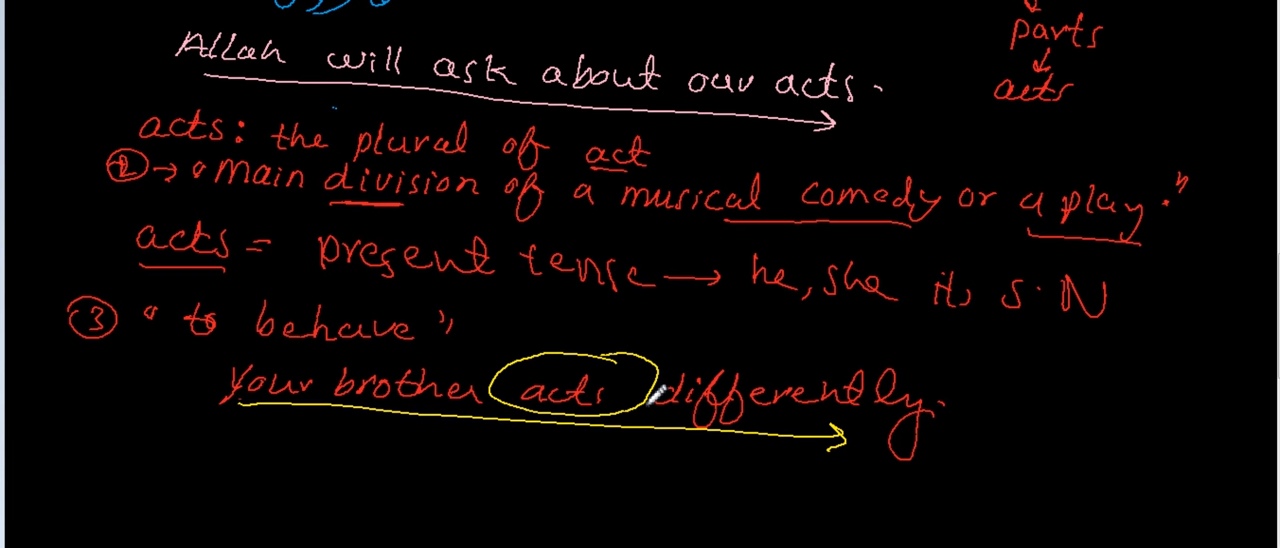 parts
↓
acts
Allah will ask about our acts.
acts: the plural of act
② → "Main division of a musical comedy or a play."
acts = present tense → he, she it, S.N
③ "to behave"
Your brother acts differently.